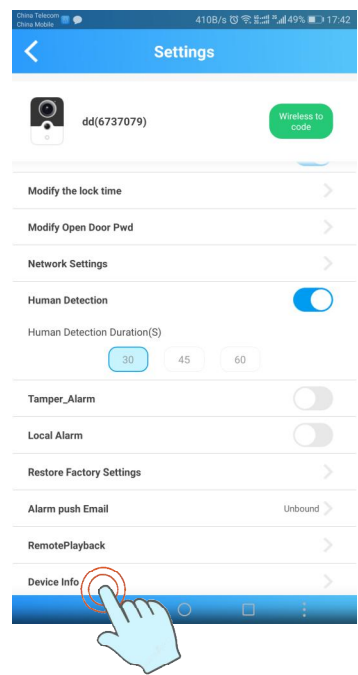 China Telecom
China Mobile
410B/s 49% 17:42
Settings
dd(6737079)
Wireless to
code
Modify the lock time
Modify Open Door Pwd
Network Settings
Human Detection
Human Detection Duration(S)
30 45 60
Tamper_Alarm
Local Alarm
Restore Factory Settings
Alarm push Email Unbound
RemotePlayback
Device Info